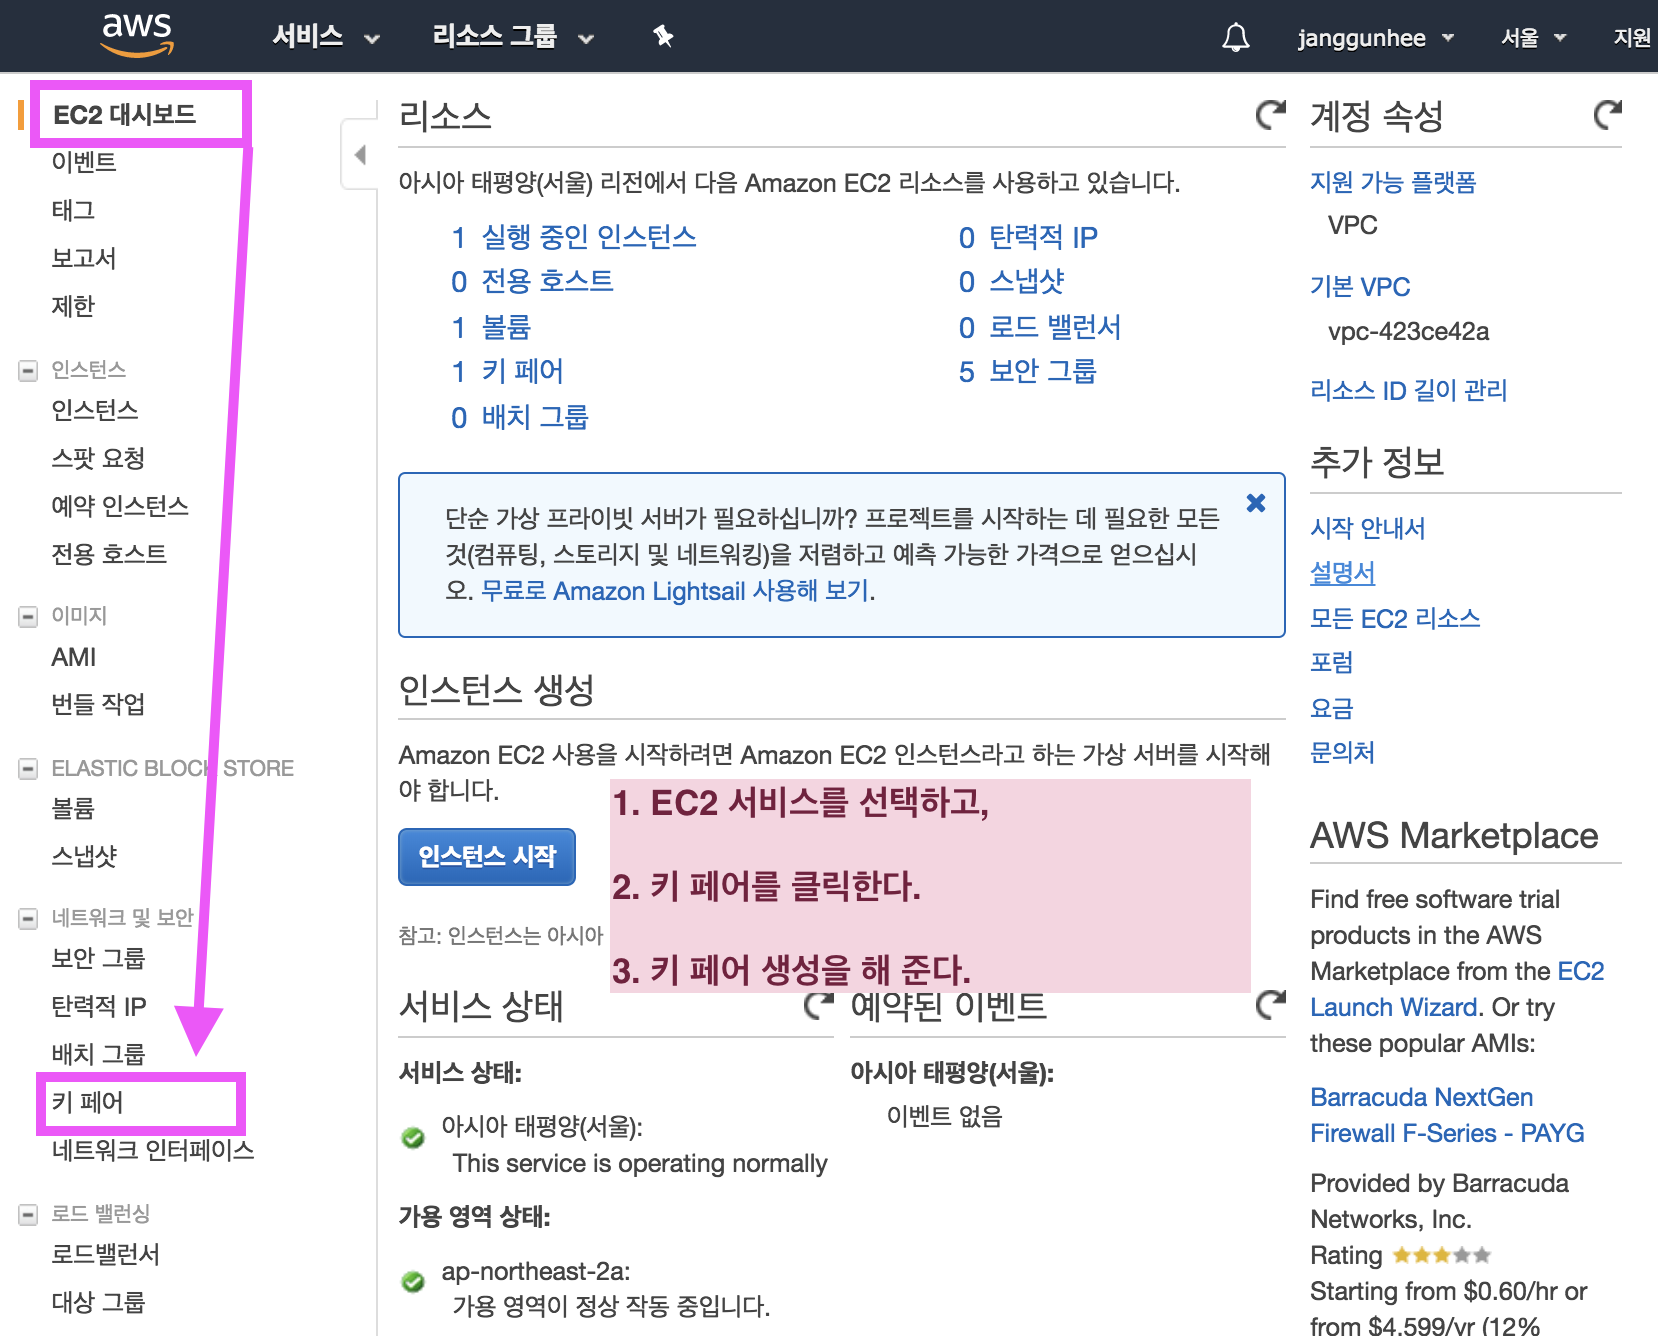 aws
서비스
리소스 그룹
janggunhee
서울
지원
EC2 대시보드
이벤트
태그
보고서
제한
인스턴스
인스턴스
스팟 요청
예약 인스턴스
전용 호스트
이미지
AMI
번들 작업
ELASTIC BLOCK STORE
볼륨
스냅샷
네트워크 및 보안
보안 그룹
탄력적 IP
배치 그룹
키 페어
네트워크 인터페이스
로드 밸런싱
로드밸런서
대상 그룹
리소스
아시아 태평양(서울) 리전에서 다음 Amazon EC2 리소스를 사용하고 있습니다.
1 실행 중인 인스턴스
0 탄력적 IP
0 전용 호스트
0 스냅샷
1 볼륨
0 로드 밸런서
1 키 페어
5 보안 그룹
0 배치 그룹
단순 가상 프라이빗 서버가 필요하십니까? 프로젝트를 시작하는 데 필요한 모든
것(컴퓨팅, 스토리지 및 네트워킹)을 저렴하고 예측 가능한 가격으로 얻으십시
오. 무료로 Amazon Lightsail 사용해 보기.
인스턴스 생성
Amazon EC2 사용을 시작하려면 Amazon EC2 인스턴스라고 하는 가상 서버를 시작해
야 합니다.
인스턴스 시작
참고: 인스턴스는 아시아
1. EC2 서비스를 선택하고,
2. 키 페어를 클릭한다.
3. 키 페어 생성을 해 준다.
서비스 상태
서비스 상태:
아시아 태평양(서울):
This service is operating normally
가용 영역 상태:
ap-northeast-2a:
가용 영역이 정상 작동 중입니다.
예약된 이벤트
아시아 태평양(서울):
이벤트 없음
계정 속성
지원 가능 플랫폼
VPC
기본 VPC
vpc-423ce42a
리소스 ID 길이 관리
추가 정보
시작 안내서
설명서
모든 EC2 리소스
포럼
요금
문의처
AWS Marketplace
Find free software trial
products in the AWS
Marketplace from the EC2
Launch Wizard. Or try
these popular AMIs:
Barracuda NextGen
Firewall F-Series - PAYG
Provided by Barracuda
Networks, Inc.
Rating
Starting from $0.60/hr or
from $4,599/yr (12%